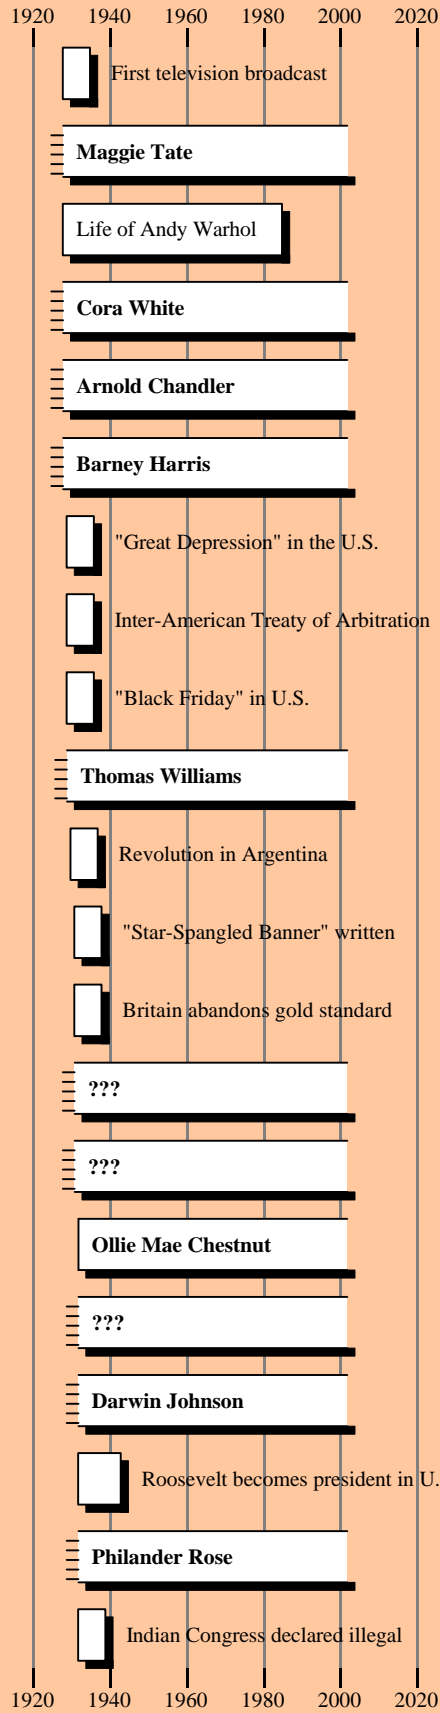 1920 1940 1960 1980 2000 2020
First television broadcast
Maggie Tate
Life of Andy Warhol
Cora White
Arnold Chandler
Barney Harris
"Great Depression" in the U.S.
Inter-American Treaty of Arbitration
"Black Friday" in U.S.
Thomas Williams
Revolution in Argentina
"Star-Spangled Banner" written
Britain abandons gold standard
???
???
Ollie Mae Chestnut
???
Darwin Johnson
Roosevelt becomes president in U.
Philander Rose
Indian Congress declared illegal
1920 1940 1960 1980 2000 2020